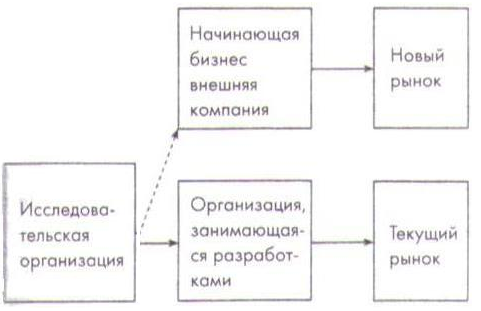 Начинающая
бизнес
внешняя
компания
Новый
рынок
Исследова-
тельская
организация
Организация,
занимающая-
ся разработ-
ками
Текущий
рынок